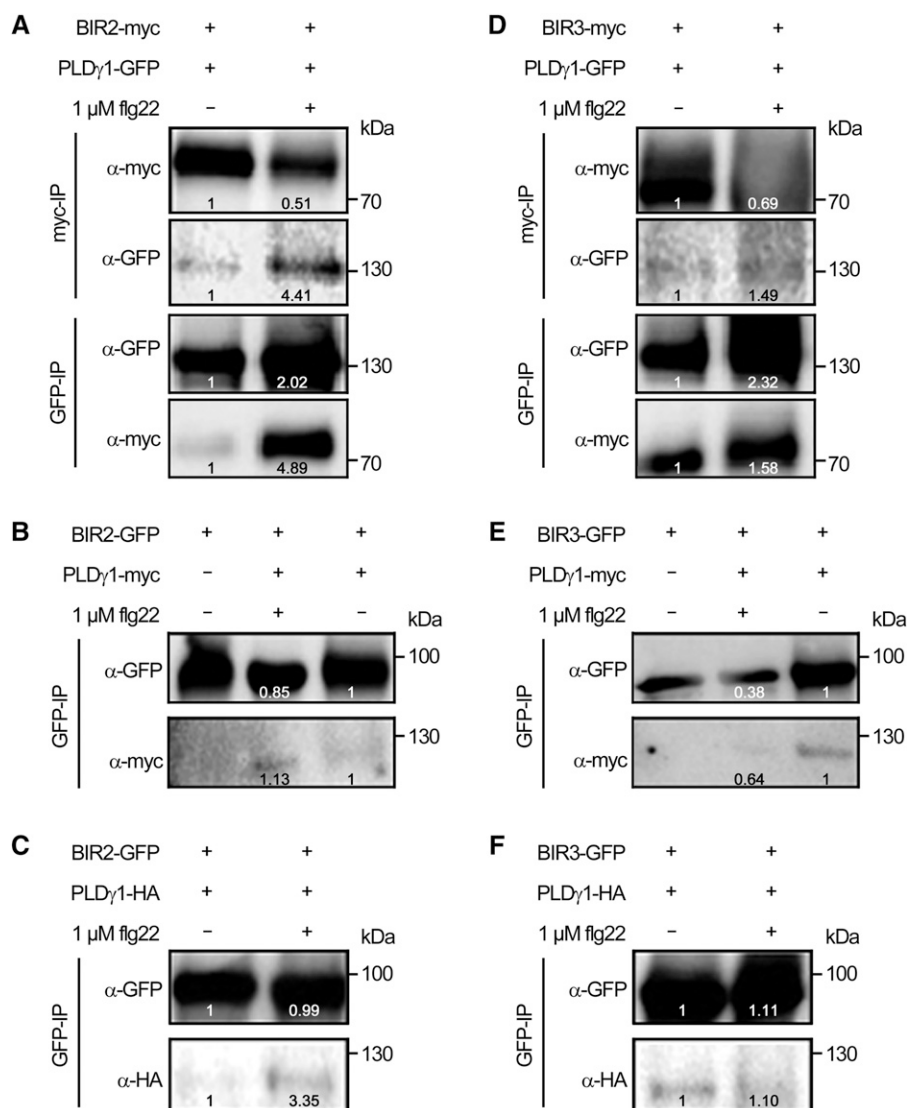 A
BIR2-myc + +
PLDγ1-GFP + +
1 μM flg22 − +
kDa
myc-IP
α-myc
1 0.51
70
α-GFP
1 4.41
130
GFP-IP
α-GFP
1 2.02
130
α-myc
1 4.89
70
D
BIR3-myc + +
PLDγ1-GFP + +
1 μM flg22 − +
kDa
myc-IP
α-myc
1 0.69
70
α-GFP
1 1.49
130
GFP-IP
α-GFP
1 2.32
130
α-myc
1 1.58
70
B
BIR2-GFP + + +
PLDγ1-myc − + +
1 μM flg22 − + −
kDa
GFP-IP
α-GFP
0.85 1
100
α-myc
1.13 1
130
E
BIR3-GFP + + +
PLDγ1-myc − + +
1 μM flg22 − + −
kDa
GFP-IP
α-GFP
0.38 1
100
α-myc
0.64 1
130
C
BIR2-GFP + +
PLDγ1-HA + +
1 μM flg22 − +
kDa
GFP-IP
α-GFP
1 0.99
100
α-HA
1 3.35
130
F
BIR3-GFP + +
PLDγ1-HA + +
1 μM flg22 − +
kDa
GFP-IP
α-GFP
1 1.11
100
α-HA
1 1.10
130